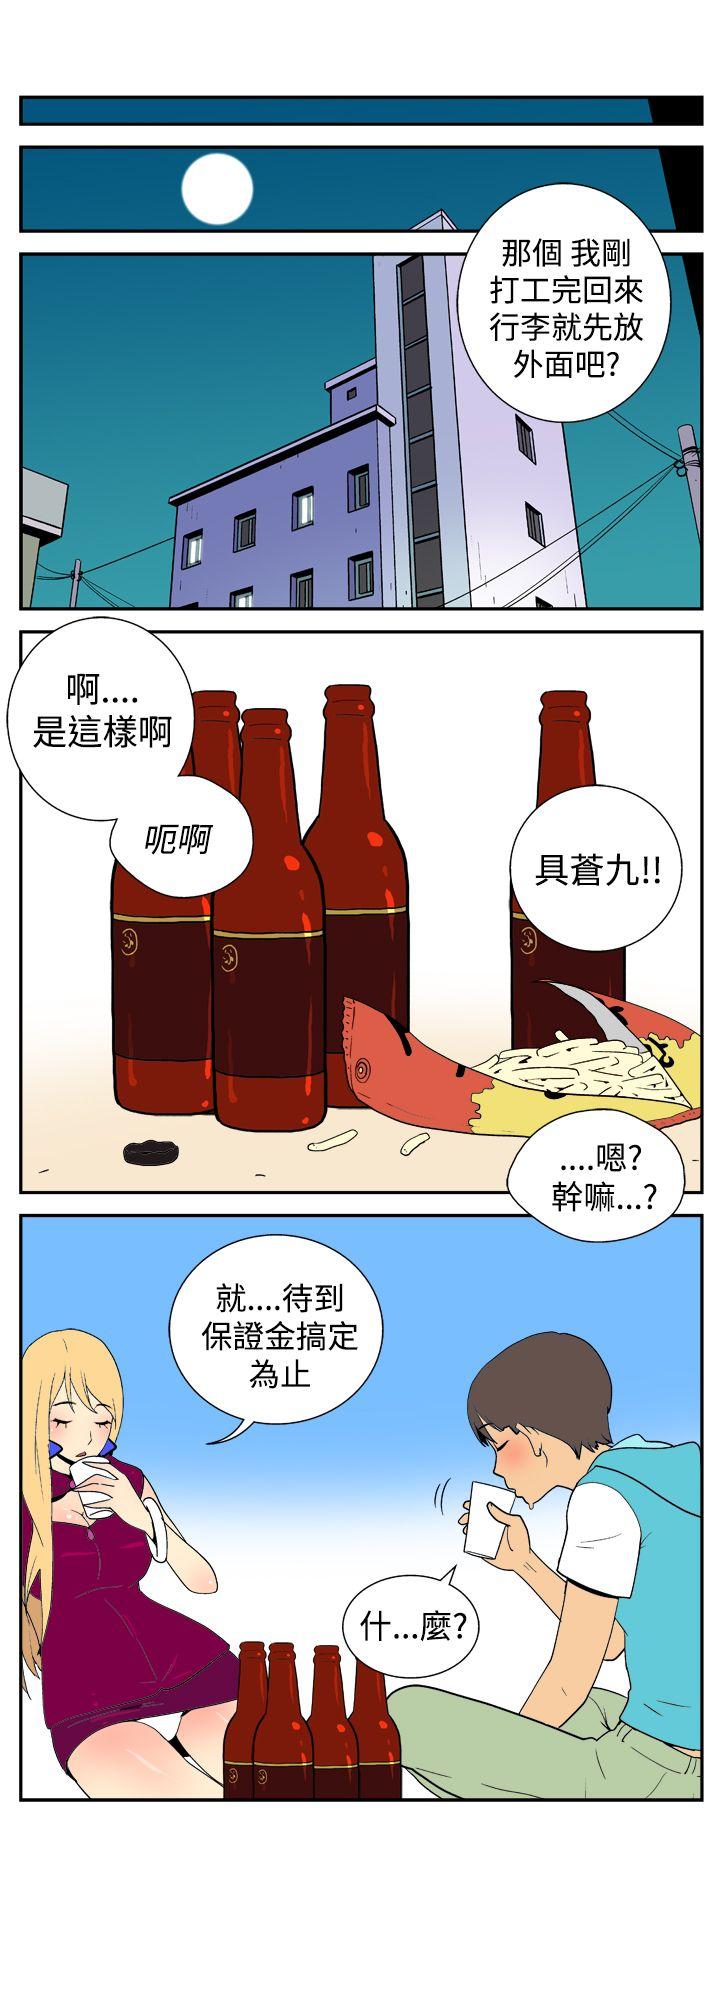 那個 我剛
打工完回來
行李就先放
外面吧?
啊....
是這樣啊
呃啊
具蒼九!!
....嗯?
幹嘛...?
就....待到
保證金搞定
為止
什...麼?